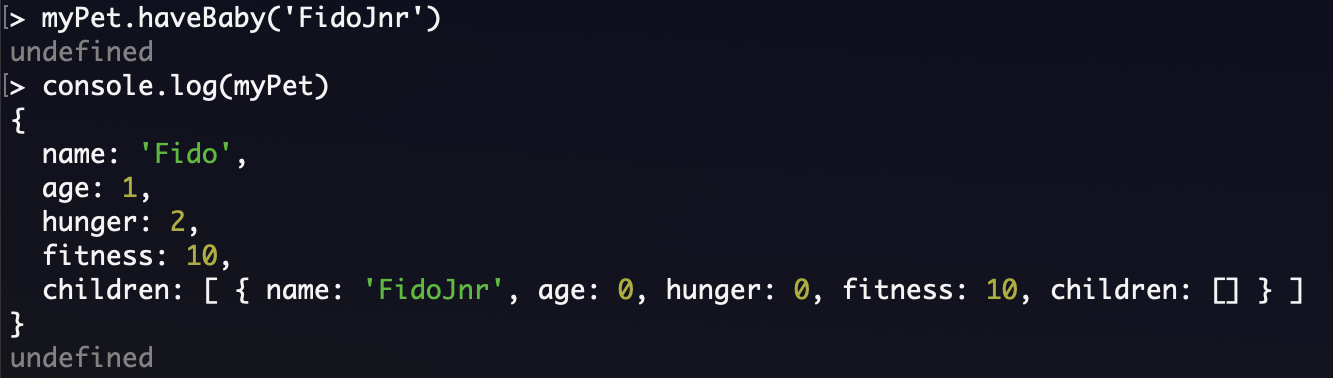 > myPet.haveBaby('FidoJnr')
undefined
> console.log(myPet)
{
  name: 'Fido',
  age: 1,
  hunger: 2,
  fitness: 10,
  children: [ { name: 'FidoJnr', age: 0, hunger: 0, fitness: 10, children: [] } ]
}
undefined